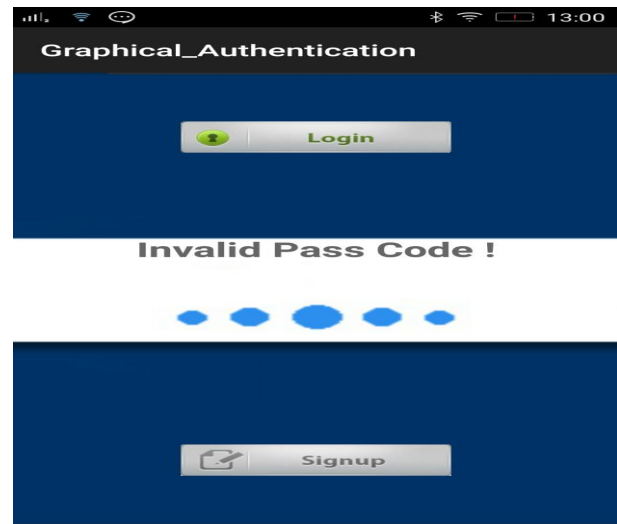 13:00
Graphical_Authentication
Login
Invalid Pass Code !
Signup